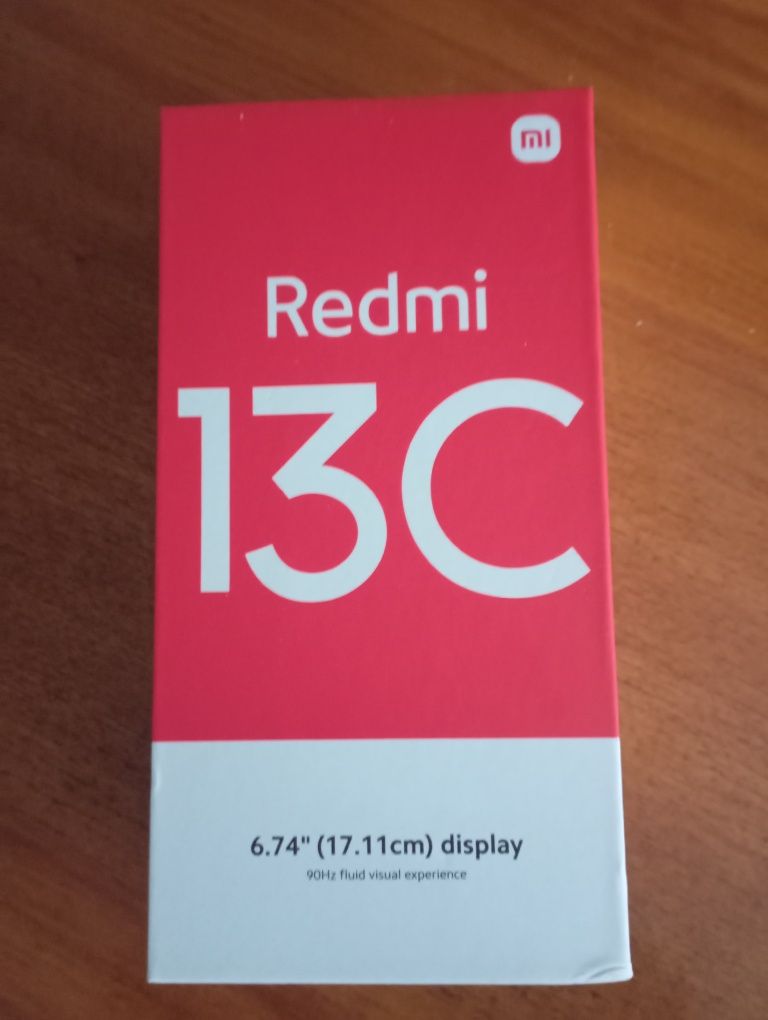 mi
Redmi
13C
6.74" (17.11cm) display
90Hz fluid visual experience